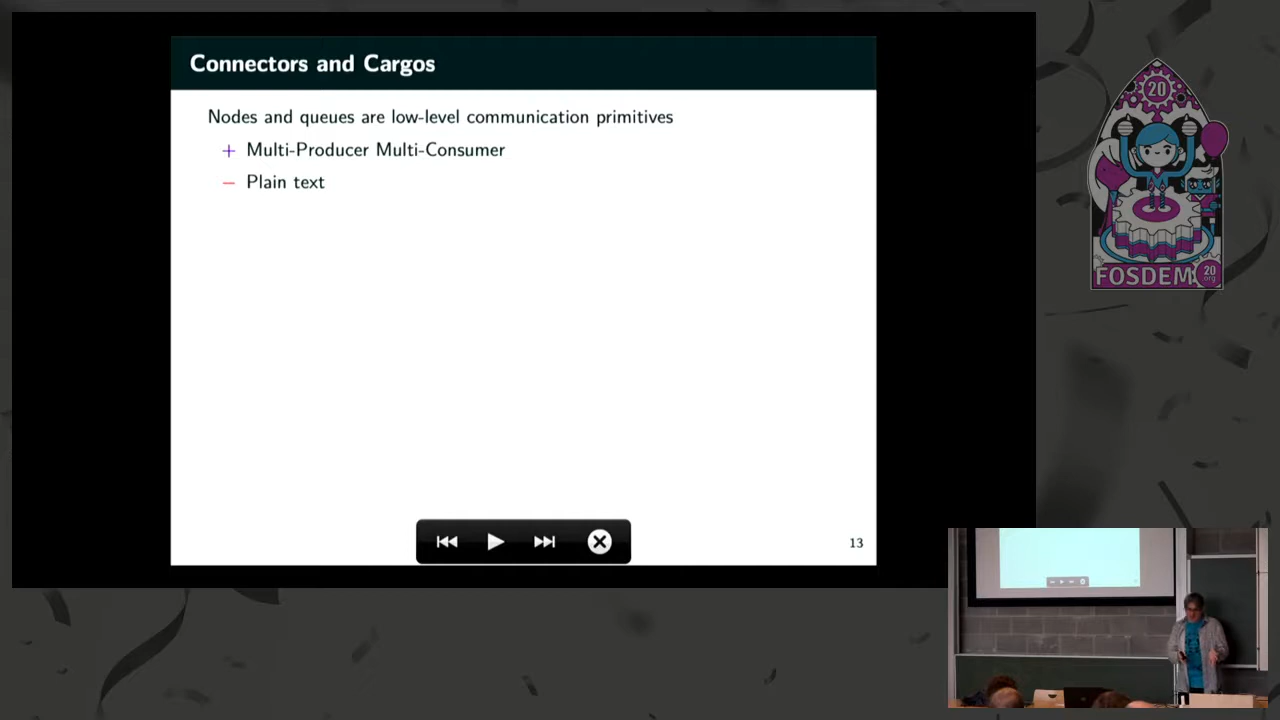 Connectors and Cargos
Nodes and queues are low-level communication primitives
+ Multi-Producer Multi-Consumer
− Plain text
13
20
FOSDEM
20
org